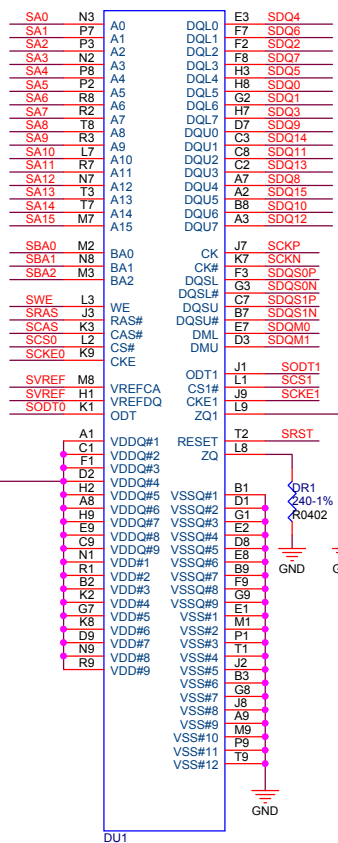 SA0 N3 A0 DQL0 E3 SDQ4
SA1 P7 A1 DQL1 F7 SDQ6
SA2 P3 A2 DQL2 F2 SDQ2
SA3 N2 A3 DQL3 F8 SDQ7
SA4 P8 A4 DQL4 H3 SDQ5
SA5 P2 A5 DQL5 H8 SDQ0
SA6 R8 A6 DQL6 G2 SDQ1
SA7 R2 A7 DQL7 H7 SDQ3
SA8 T8 A8 DQU0 D7 SDQ9
SA9 R3 A9 DQU1 C3 SDQ14
SA10 L7 A10 DQU2 C8 SDQ11
SA11 R7 A11 DQU3 C2 SDQ13
SA12 N7 A12 DQU4 A7 SDQ8
SA13 T3 A13 DQU5 A2 SDQ15
SA14 T7 A14 DQU6 B8 SDQ10
SA15 M7 A15 DQU7 A3 SDQ12
SBA0 M2 BA0 CK J7 SCKP
SBA1 N8 BA1 CK# K7 SCKN
SBA2 M3 BA2 DQSL F3 SDQS0P
DQSL# G3 SDQS0N
SWE L3 WE DQSU C7 SDQS1P
SRAS J3 RAS# DQSU# B7 SDQS1N
SCAS K3 CAS# DML E7 SDQM0
SCS0 L2 CS# DMU D3 SDQM1
SCKE0 K9 CKE
ODT1 J1 SODT1
SVREF M8 VREFCA CS1# L1 SCS1
SVREF H1 VREFDQ CKE1 J9 SCKE1
SODT0 K1 ODT ZQ1 L9
A1 VDDQ#1 RESET T2 SRST
C1 VDDQ#2 ZQ L8
F1 VDDQ#3
D2 VDDQ#4
H2 VDDQ#5 VSSQ#1 B1
A8 VDDQ#6 VSSQ#2 D1
H9 VDDQ#7 VSSQ#3 G1
E9 VDDQ#8 VSSQ#4 E2
C9 VDDQ#9 VSSQ#5 D8
N1 VDD#1 VSSQ#6 E8
R1 VDD#2 VSSQ#7 B9
B2 VDD#3 VSSQ#8 F9
K2 VDD#4 VSSQ#9 G9
G7 VDD#5 VSS#1 E1
K8 VDD#6 VSS#2 M1
D9 VDD#7 VSS#3 P1
N9 VDD#8 VSS#4 T1
R9 VDD#9 VSS#5 J2
VSS#6 B3
VSS#7 G8
VSS#8 J8
VSS#9 A9
VSS#10 M9
VSS#11 P9
VSS#12 T9
DR1
240-1%
R0402
GND
GND
DU1